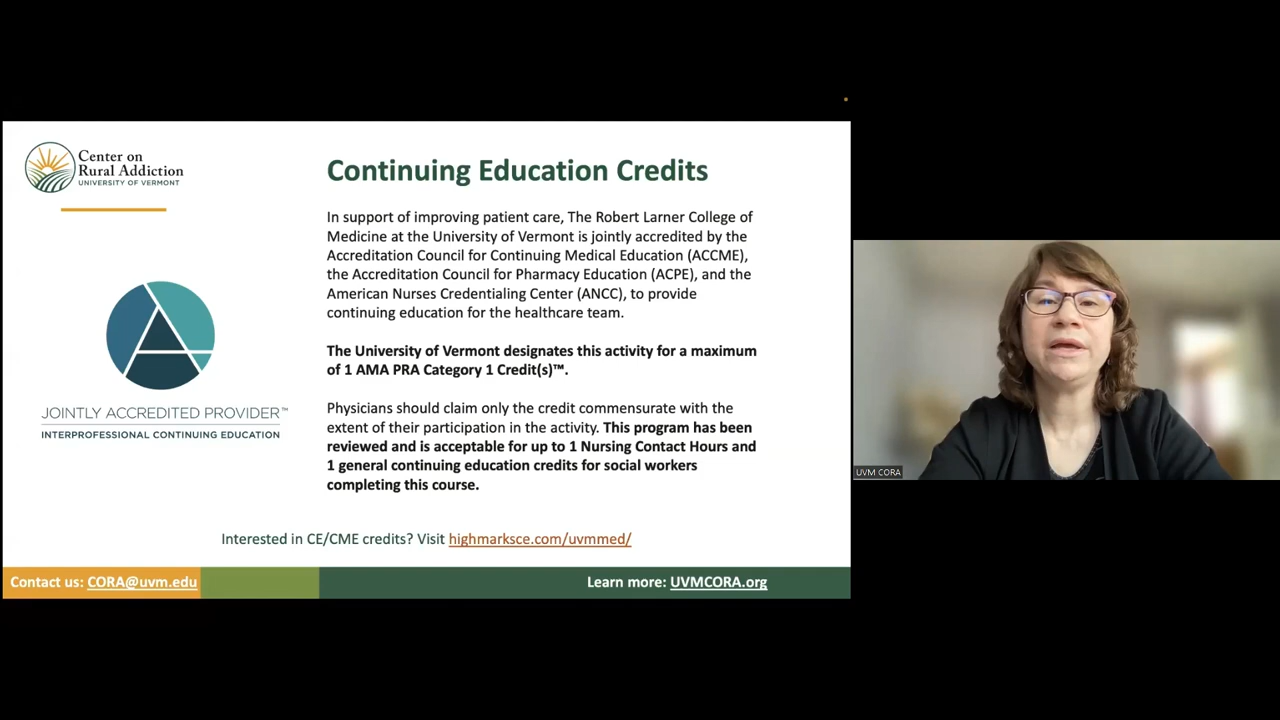 Center on
Rural Addiction
UNIVERSITY OF VERMONT
Continuing Education Credits
In support of improving patient care, The Robert Larner College of
Medicine at the University of Vermont is jointly accredited by the
Accreditation Council for Continuing Medical Education (ACCME),
the Accreditation Council for Pharmacy Education (ACPE), and the
American Nurses Credentialing Center (ANCC), to provide
continuing education for the healthcare team.
The University of Vermont designates this activity for a maximum
of 1 AMA PRA Category 1 Credit(s)™.
Physicians should claim only the credit commensurate with the
extent of their participation in the activity. This program has been
reviewed and is acceptable for up to 1 Nursing Contact Hours and
1 general continuing education credits for social workers
completing this course.
JOINTLY ACCREDITED PROVIDER™
INTERPROFESSIONAL CONTINUING EDUCATION
Interested in CE/CME credits? Visit highmarksce.com/uvmmed/
Contact us: CORA@uvm.edu
Learn more: UVMCORA.org
UVM CORA